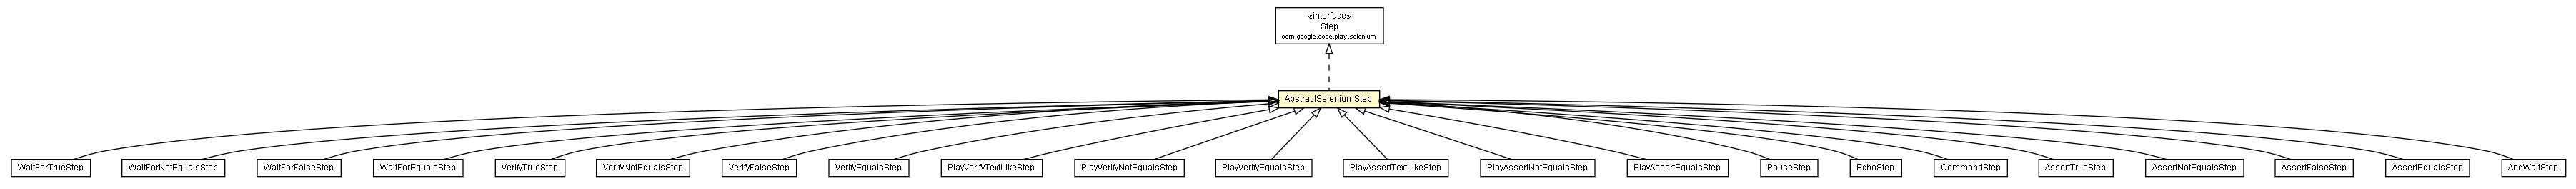 «interface»
Step
com.google.code.play.selenium
AbstractSeleniumStep
WaitForTrueStep
WaitForNotEqualsStep
WaitForFalseStep
WaitForEqualsStep
VerifyTrueStep
VerifyNotEqualsStep
VerifyFalseStep
VerifyEqualsStep
PlayVerifyTextLikeStep
PlayVerifyNotEqualsStep
PlayVerifyEqualsStep
PlayAssertTextLikeStep
PlayAssertNotEqualsStep
PlayAssertEqualsStep
PauseStep
EchoStep
CommandStep
AssertTrueStep
AssertNotEqualsStep
AssertFalseStep
AssertEqualsStep
AndWaitStep